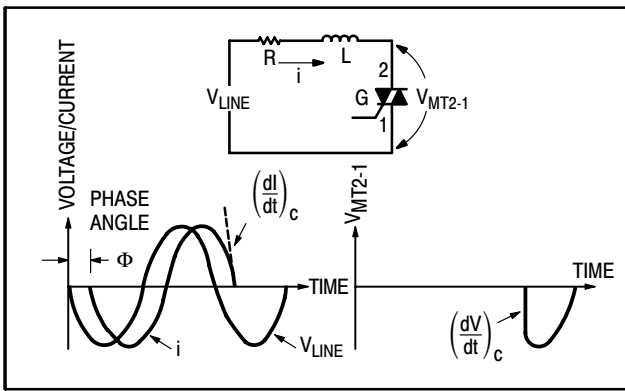 R
i
L
2
G
1
V_LINE
V_MT2-1
VOLTAGE/CURRENT
PHASE
ANGLE
Φ
(dI/dt)_c
TIME
i
V_LINE
V_MT2-1
TIME
(dV/dt)_c